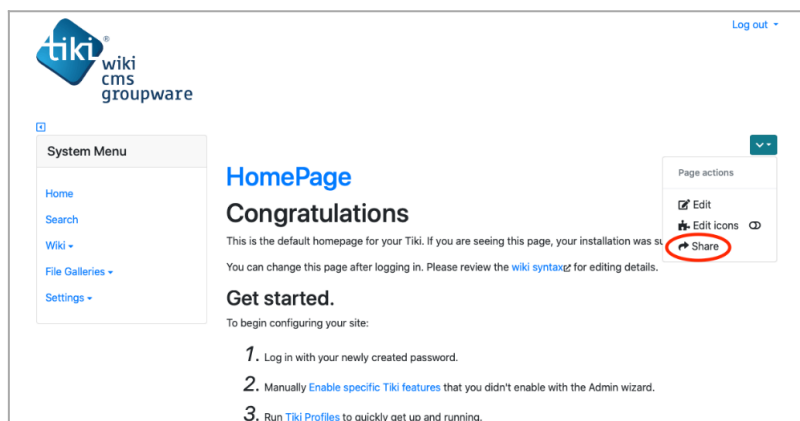 Log out
tiki®
wiki
cms
groupware
System Menu
Home
Search
Wiki
File Galleries
Settings
Page actions
Edit
Edit icons
Share
HomePage
Congratulations
This is the default homepage for your Tiki. If you are seeing this page, your installation was
You can change this page after logging in. Please review the wiki syntax for editing details.
Get started.
To begin configuring your site:
1. Log in with your newly created password.
2. Manually Enable specific Tiki features that you didn't enable with the Admin wizard.
3. Run Tiki Profiles to quickly get up and running.